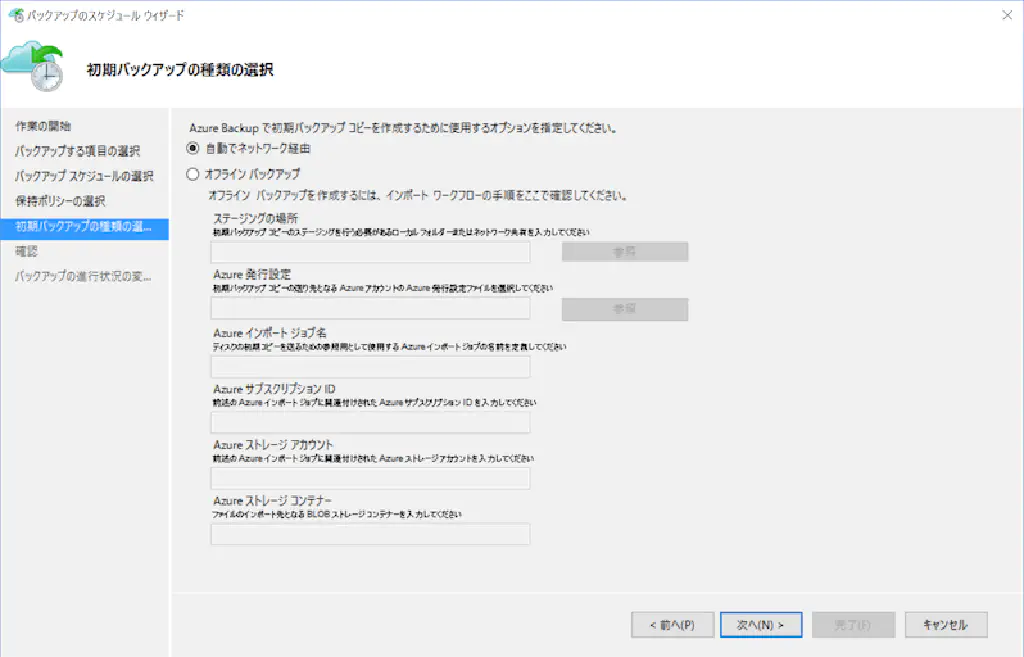 バックアップのスケジュール ウィザード
初期バックアップの種類の選択
作業の開始
バックアップする項目の選択
バックアップ スケジュールの選択
保持ポリシーの選択
初期バックアップの種類の選...
確認
バックアップの進行状況の変...
Azure Backup で初期バックアップ コピーを作成するために使用するオプションを指定してください。
自動でネットワーク経由
オフライン バックアップ
オフライン バックアップを作成するには、インポート ワークフローの手順をここで確認してください。
ステージングの場所
初期バックアップ コピーのステージングを行う必要があるローカル フォルダーまたはネットワーク共有を入力してください
参照
Azure 発行設定
初期バックアップ コピーの送り先となる Azure アカウントの Azure 発行設定ファイルを選択してください
参照
Azure インポート ジョブ名
ディスクの初期コピーを送るための参照用として使用する Azure インポート ジョブの名前を定義してください
Azure サブスクリプション ID
前述の Azure インポート ジョブに関連付けされた Azure サブスクリプション ID を入力してください
Azure ストレージ アカウント
前述の Azure インポート ジョブに関連付けされた Azure ストレージ アカウントを入力してください
Azure ストレージ コンテナー
ファイルのインポート先となる BLOB ストレージ コンテナーを入力してください
< 前へ(P)
次へ(N) >
完了(F)
キャンセル